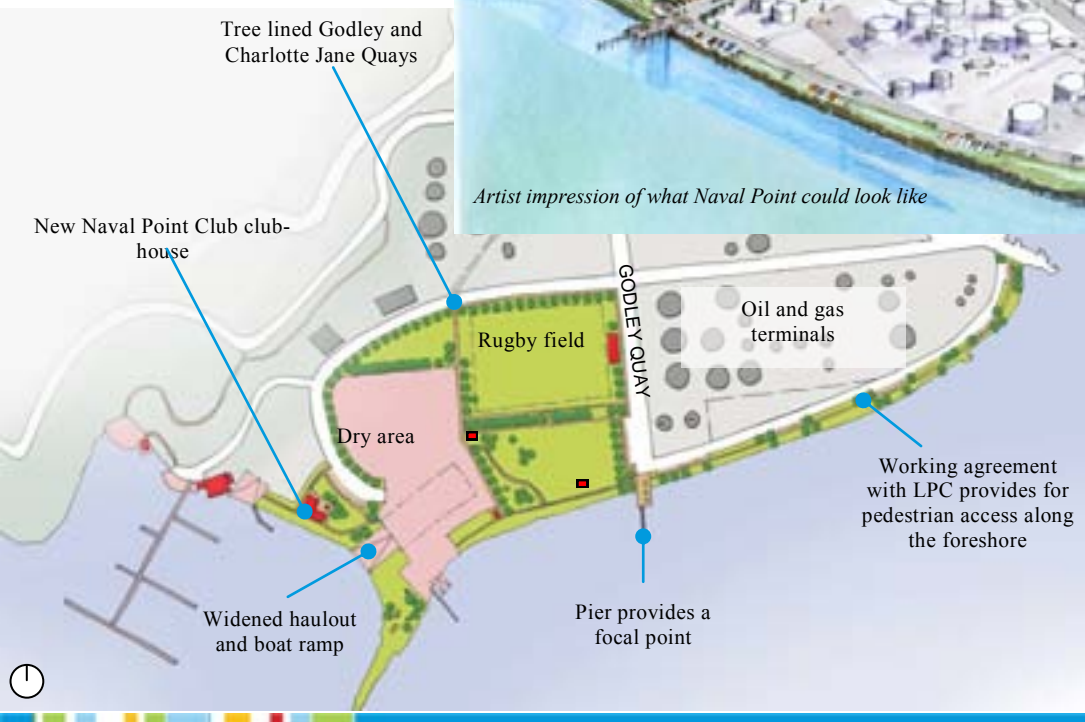 Tree lined Godley and
Charlotte Jane Quays
Artist impression of what Naval Point could look like
New Naval Point Club club-
house
GODLEY QUAY
Oil and gas
terminals
Rugby field
Dry area
Working agreement
with LPC provides for
pedestrian access along
the foreshore
Widened haulout
and boat ramp
Pier provides a
focal point